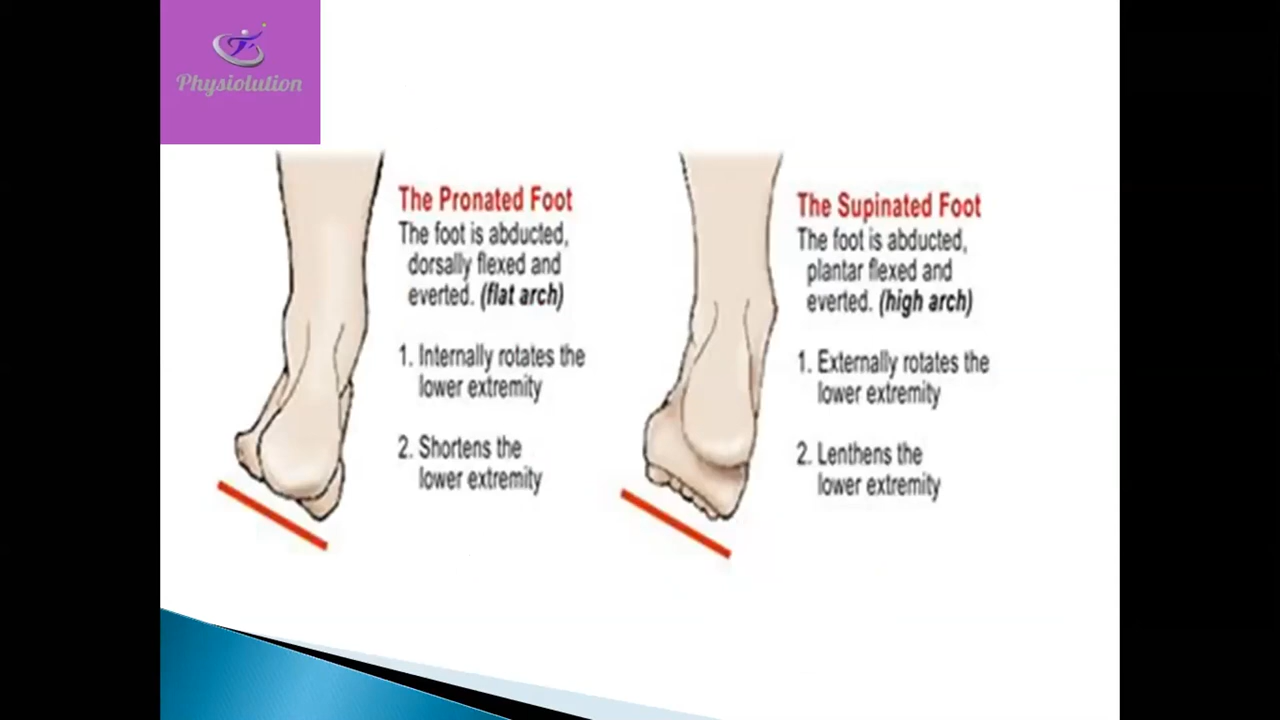 Physiolution
The Pronated Foot
The foot is abducted,
dorsally flexed and
everted. (flat arch)
1. Internally rotates the
lower extremity
2. Shortens the
lower extremity
The Supinated Foot
The foot is abducted,
plantar flexed and
everted. (high arch)
1. Externally rotates the
lower extremity
2. Lenthens the
lower extremity